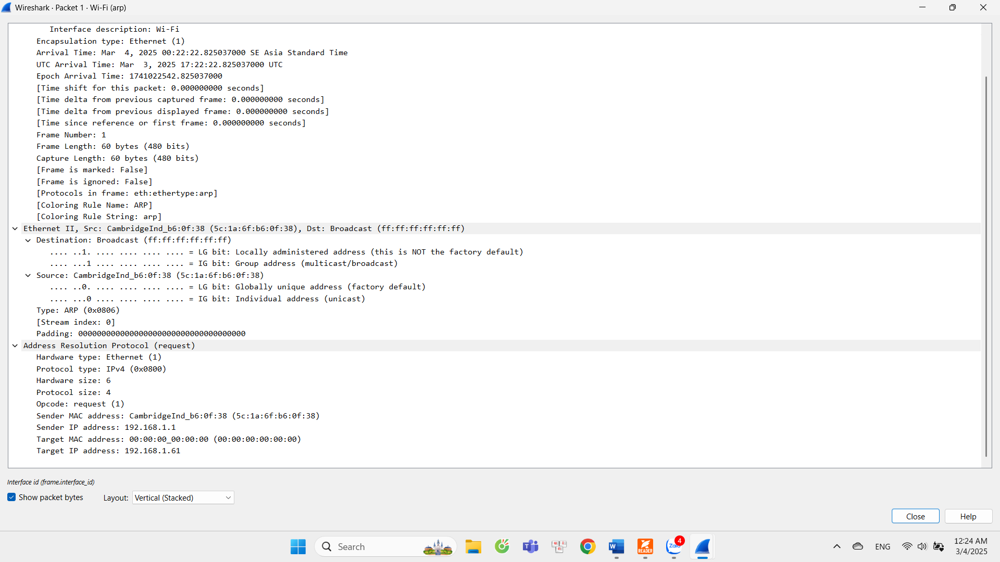 Wireshark · Packet 1 · Wi-Fi (arp)
Interface description: Wi-Fi
Encapsulation type: Ethernet (1)
Arrival Time: Mar  4, 2025 00:22:22.825037000 SE Asia Standard Time
UTC Arrival Time: Mar  3, 2025 17:22:22.825037000 UTC
Epoch Arrival Time: 1741022542.825037000
[Time shift for this packet: 0.000000000 seconds]
[Time delta from previous captured frame: 0.000000000 seconds]
[Time delta from previous displayed frame: 0.000000000 seconds]
[Time since reference or first frame: 0.000000000 seconds]
Frame Number: 1
Frame Length: 60 bytes (480 bits)
Capture Length: 60 bytes (480 bits)
[Frame is marked: False]
[Frame is ignored: False]
[Protocols in frame: eth:ethertype:arp]
[Coloring Rule Name: ARP]
[Coloring Rule String: arp]
Ethernet II, Src: CambridgeInd_b6:0f:38 (5c:1a:6f:b6:0f:38), Dst: Broadcast (ff:ff:ff:ff:ff:ff)
Destination: Broadcast (ff:ff:ff:ff:ff:ff)
.... ..1. .... .... .... .... = LG bit: Locally administered address (this is NOT the factory default)
.... ...1 .... .... .... .... = IG bit: Group address (multicast/broadcast)
Source: CambridgeInd_b6:0f:38 (5c:1a:6f:b6:0f:38)
.... ..0. .... .... .... .... = LG bit: Globally unique address (factory default)
.... ...0 .... .... .... .... = IG bit: Individual address (unicast)
Type: ARP (0x0806)
[Stream index: 0]
Padding: 000000000000000000000000000000000000
Address Resolution Protocol (request)
Hardware type: Ethernet (1)
Protocol type: IPv4 (0x0800)
Hardware size: 6
Protocol size: 4
Opcode: request (1)
Sender MAC address: CambridgeInd_b6:0f:38 (5c:1a:6f:b6:0f:38)
Sender IP address: 192.168.1.1
Target MAC address: 00:00:00_00:00:00 (00:00:00:00:00:00)
Target IP address: 192.168.1.61
Interface id (frame.interface_id)
Show packet bytes Layout: Vertical (Stacked)
Close Help
Search
u i n
READER
Zalo 4
ENG
12:24 AM
3/4/2025